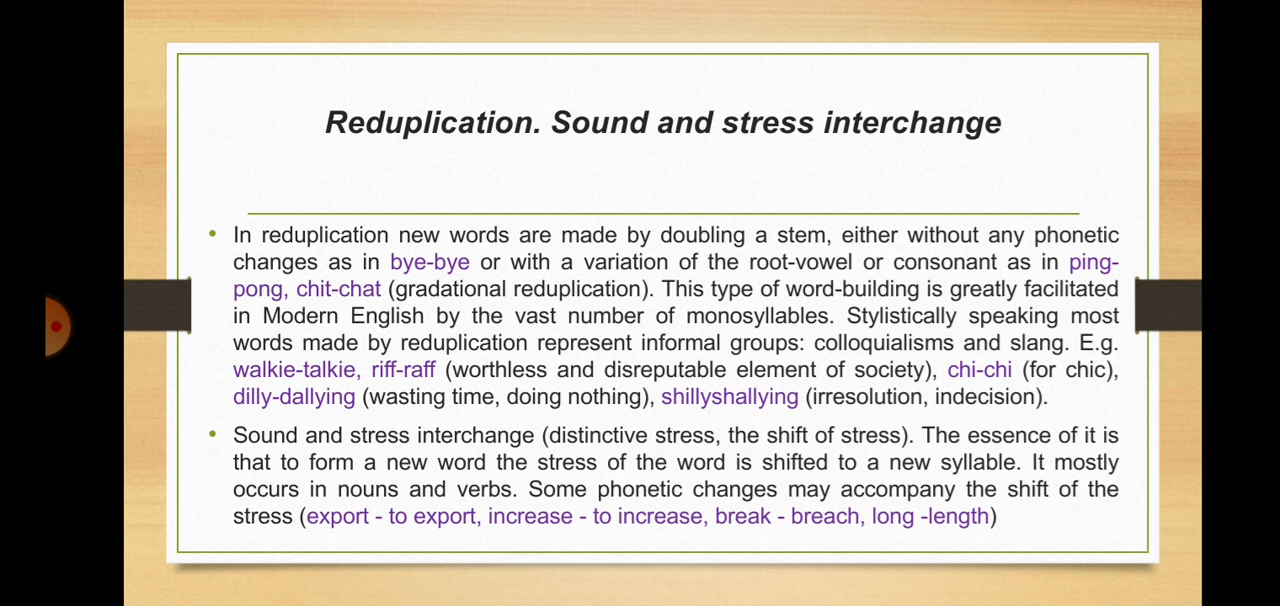 Reduplication. Sound and stress interchange
• In reduplication new words are made by doubling a stem, either without any phonetic
changes as in bye-bye or with a variation of the root-vowel or consonant as in ping-
pong, chit-chat (gradational reduplication). This type of word-building is greatly facilitated
in Modern English by the vast number of monosyllables. Stylistically speaking most
words made by reduplication represent informal groups: colloquialisms and slang. E.g.
walkie-talkie, riff-raff (worthless and disreputable element of society), chi-chi (for chic),
dilly-dallying (wasting time, doing nothing), shillyshallying (irresolution, indecision).
• Sound and stress interchange (distinctive stress, the shift of stress). The essence of it is
that to form a new word the stress of the word is shifted to a new syllable. It mostly
occurs in nouns and verbs. Some phonetic changes may accompany the shift of the
stress (export - to export, increase - to increase, break - breach, long -length)